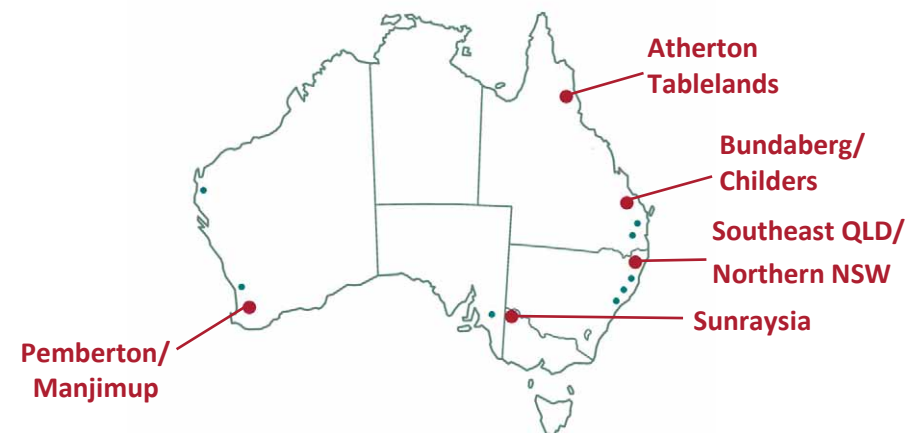 Atherton
Tablelands
Bundaberg/
Childers
Southeast QLD/
Northern NSW
Sunraysia
Pemberton/
Manjimup